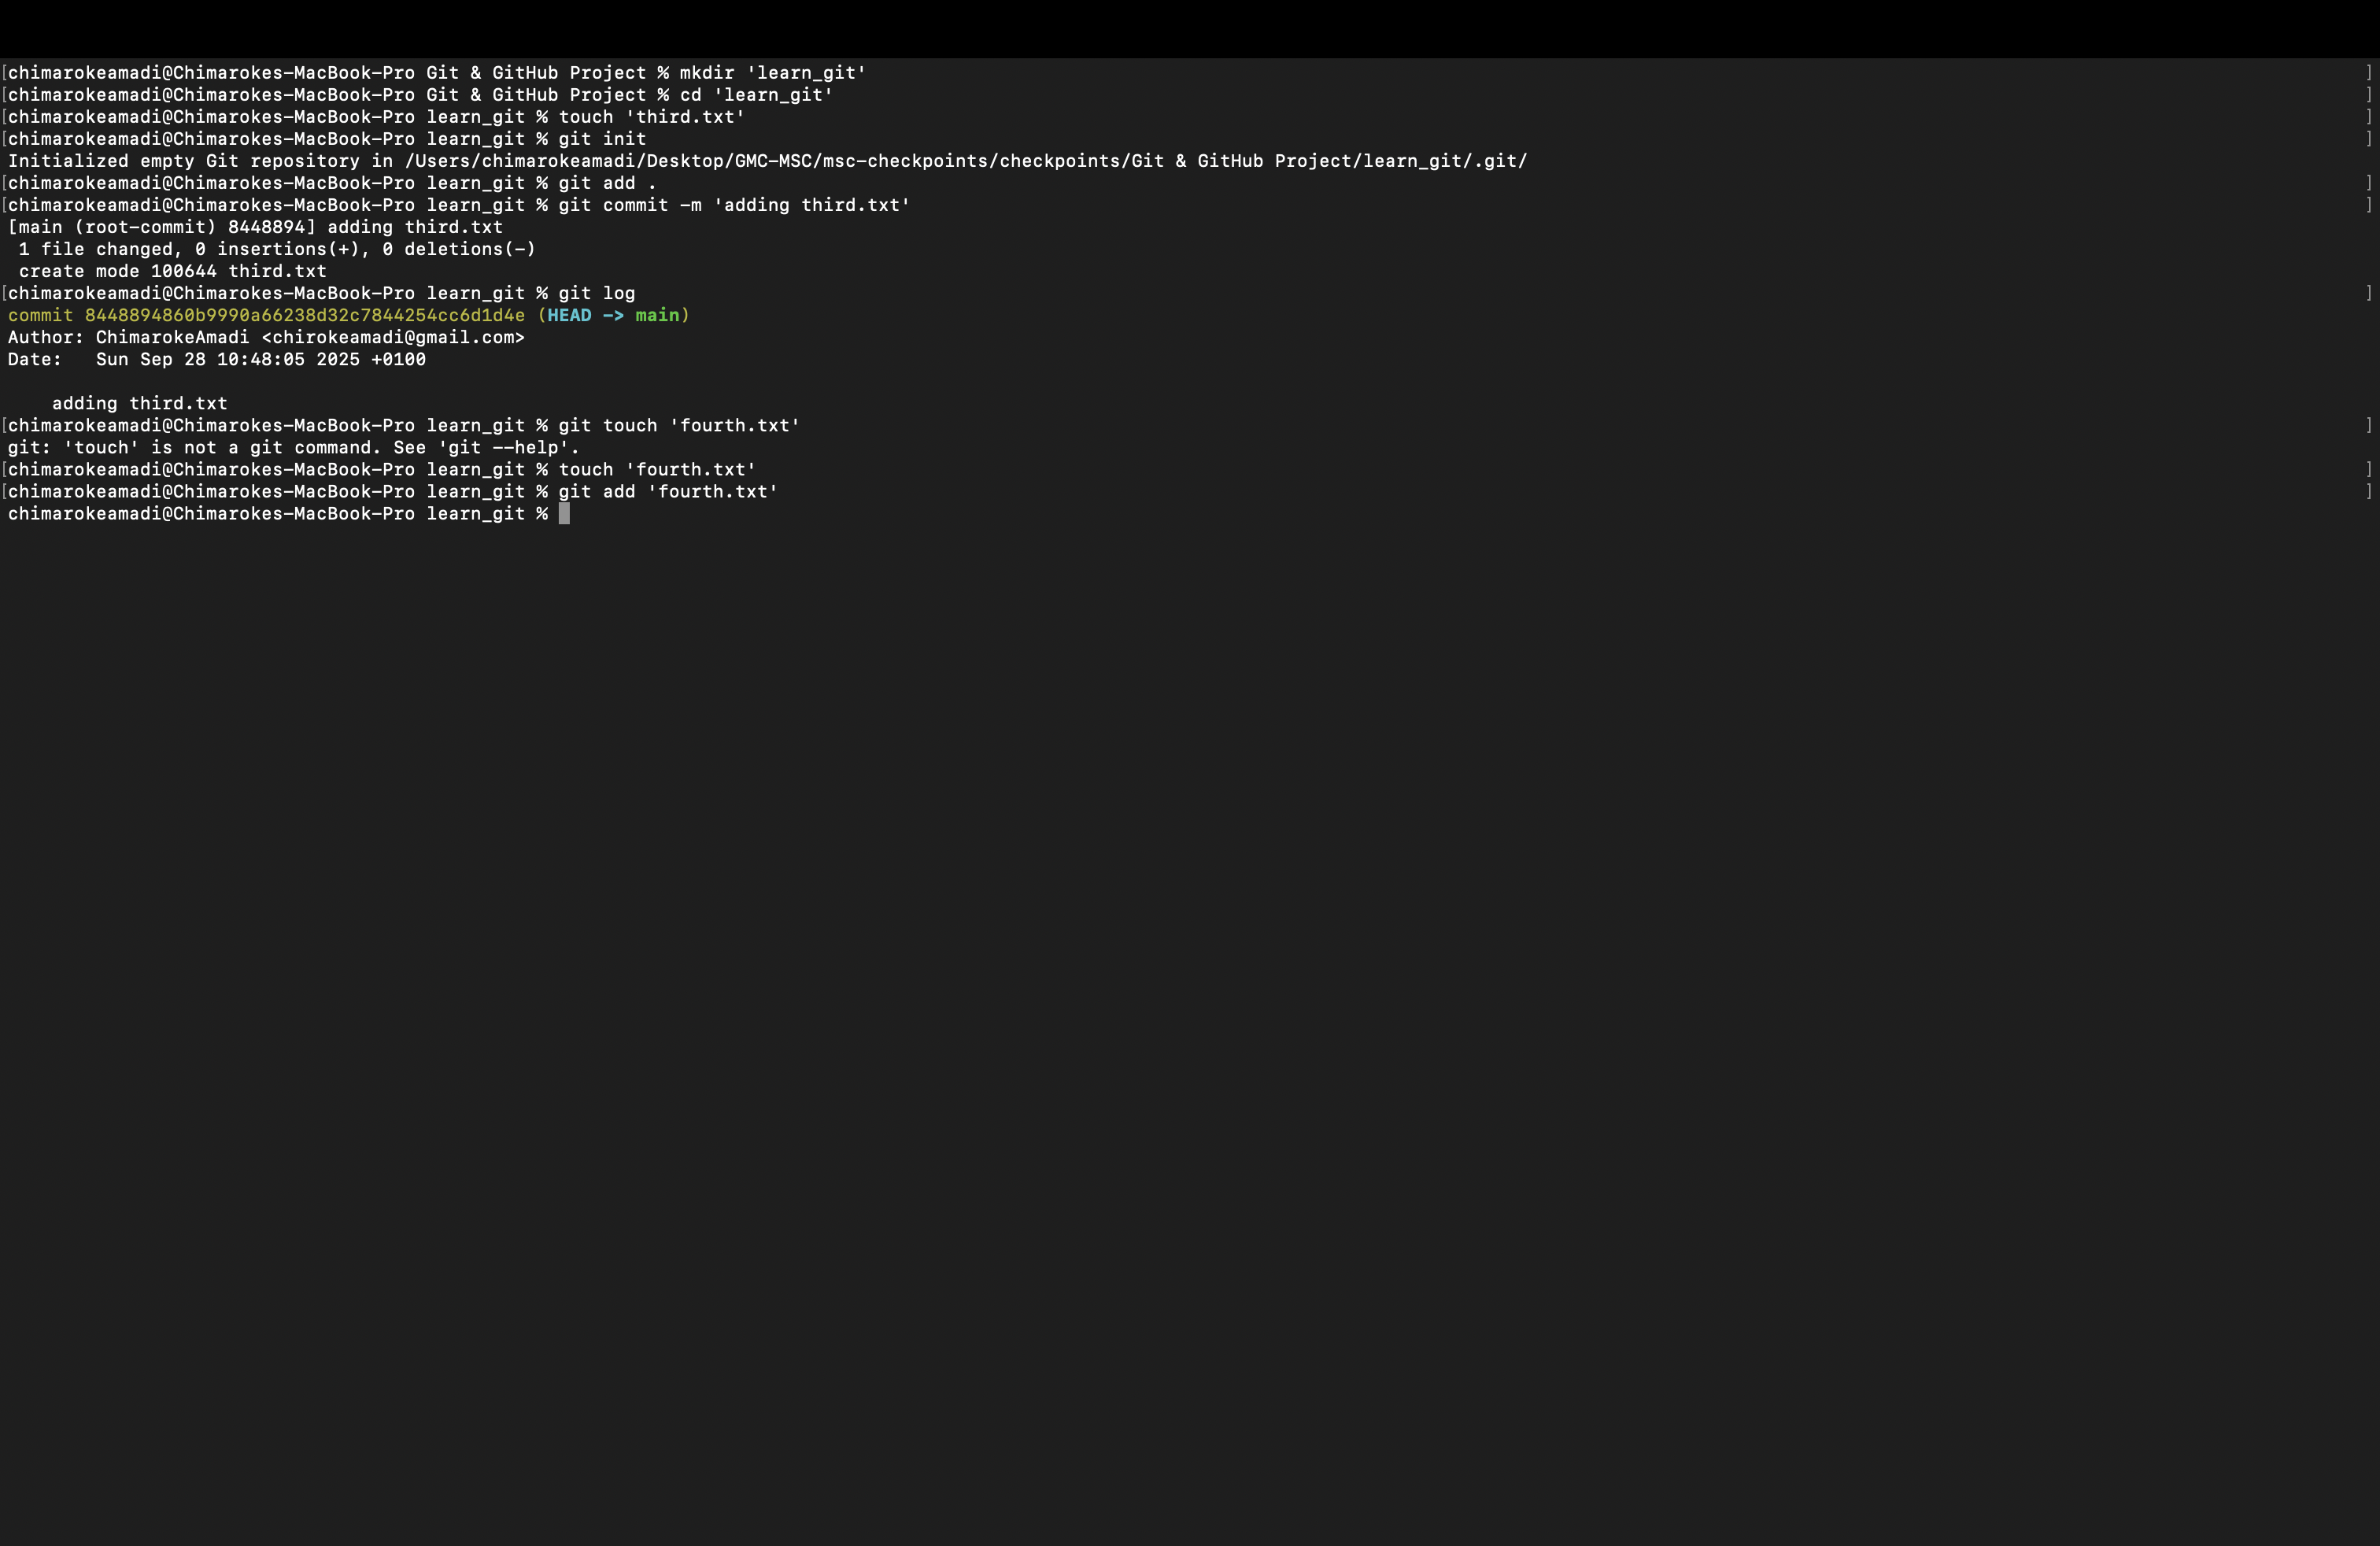 [chimarokeamadi@Chimarokes-MacBook-Pro Git & GitHub Project % mkdir 'learn_git' ]
[chimarokeamadi@Chimarokes-MacBook-Pro Git & GitHub Project % cd 'learn_git' ]
[chimarokeamadi@Chimarokes-MacBook-Pro learn_git % touch 'third.txt' ]
[chimarokeamadi@Chimarokes-MacBook-Pro learn_git % git init ]
Initialized empty Git repository in /Users/chimarokeamadi/Desktop/GMC-MSC/msc-checkpoints/checkpoints/Git & GitHub Project/learn_git/.git/
[chimarokeamadi@Chimarokes-MacBook-Pro learn_git % git add . ]
[chimarokeamadi@Chimarokes-MacBook-Pro learn_git % git commit -m 'adding third.txt' ]
[main (root-commit) 8448894] adding third.txt
 1 file changed, 0 insertions(+), 0 deletions(-)
 create mode 100644 third.txt
[chimarokeamadi@Chimarokes-MacBook-Pro learn_git % git log ]
commit 8448894860b9990a66238d32c7844254cc6d1d4e (HEAD -> main)
Author: ChimarokeAmadi <chirokeamadi@gmail.com>
Date:   Sun Sep 28 10:48:05 2025 +0100
    adding third.txt
[chimarokeamadi@Chimarokes-MacBook-Pro learn_git % git touch 'fourth.txt' ]
git: 'touch' is not a git command. See 'git --help'.
[chimarokeamadi@Chimarokes-MacBook-Pro learn_git % touch 'fourth.txt' ]
[chimarokeamadi@Chimarokes-MacBook-Pro learn_git % git add 'fourth.txt' ]
chimarokeamadi@Chimarokes-MacBook-Pro learn_git %